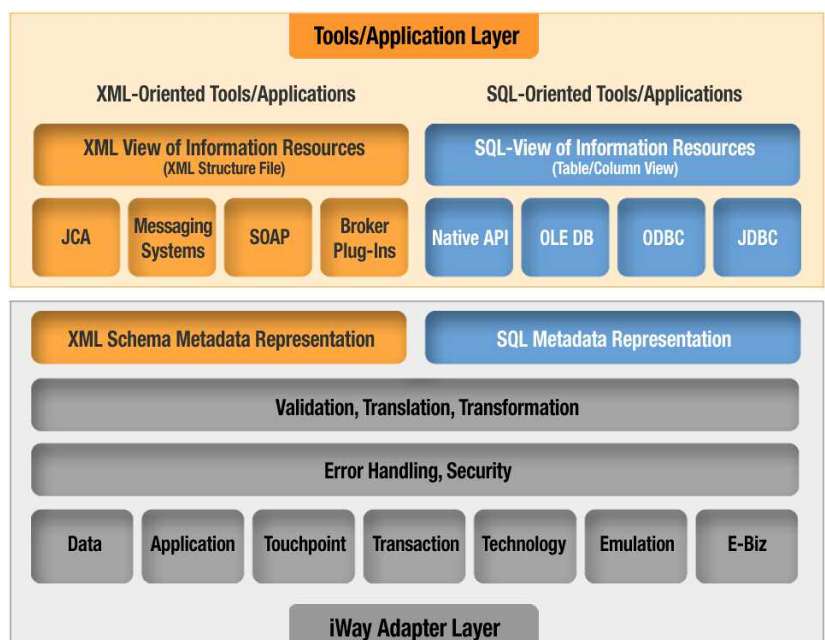 Tools/Application Layer
XML-Oriented Tools/Applications
SQL-Oriented Tools/Applications
XML View of Information Resources
(XML Structure File)
SQL-View of Information Resources
(Table/Column View)
JCA
Messaging
Systems
SOAP
Broker
Plug-Ins
Native API
OLE DB
ODBC
JDBC
XML Schema Metadata Representation
SQL Metadata Representation
Validation, Translation, Transformation
Error Handling, Security
Data
Application
Touchpoint
Transaction
Technology
Emulation
E-Biz
iWay Adapter Layer